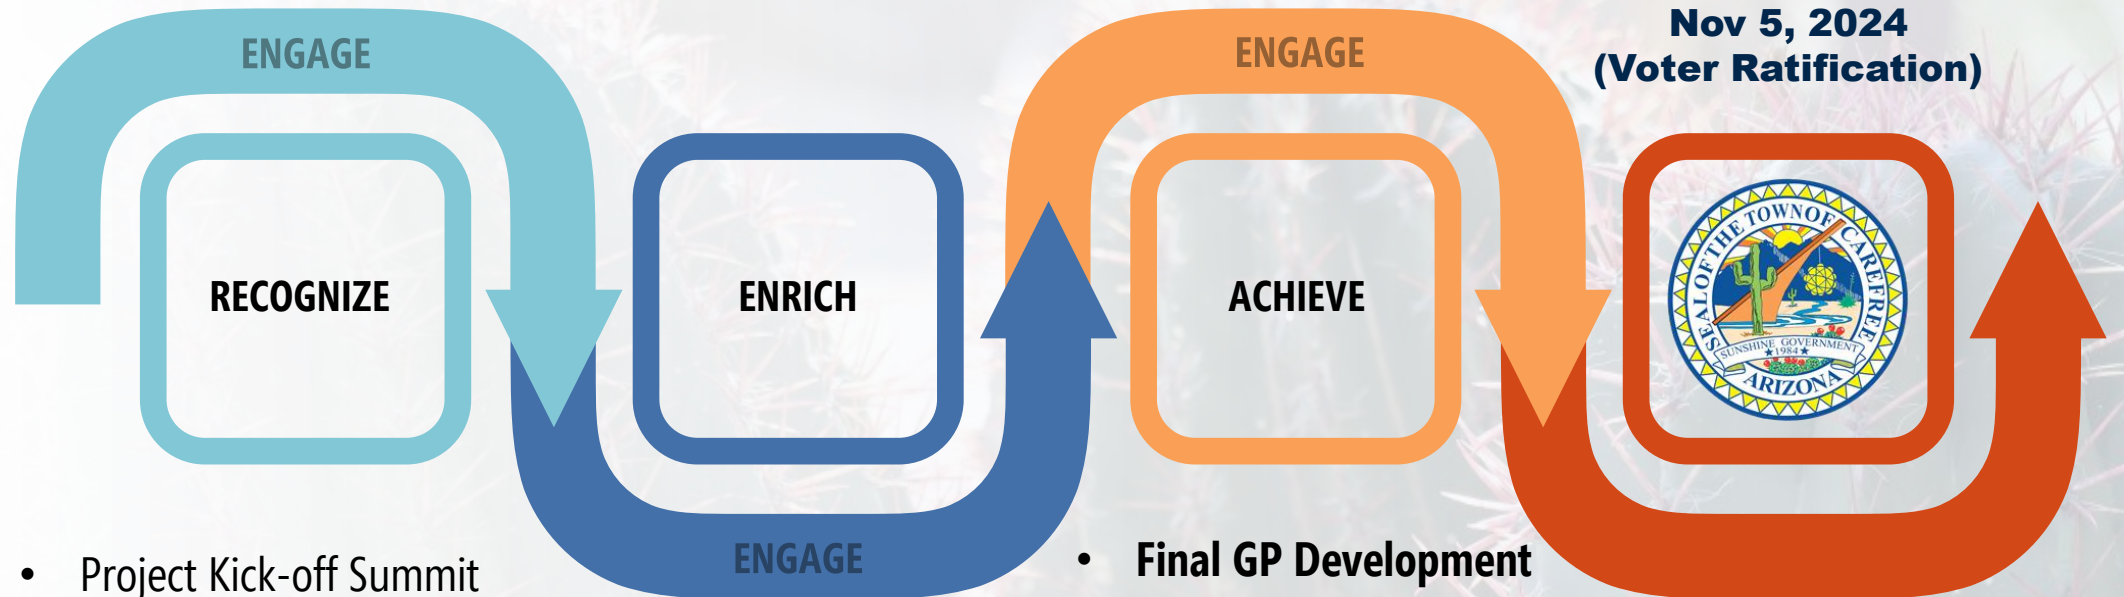 ENGAGE
ENGAGE
Nov 5, 2024
(Voter Ratification)
RECOGNIZE
ENRICH
ACHIEVE
SEAL OF THE TOWN OF CAREFREE
SUNSHINE GOVERNMENT
★1984★
ARIZONA
ENGAGE
• Project Kick-off Summit
• Final GP Development